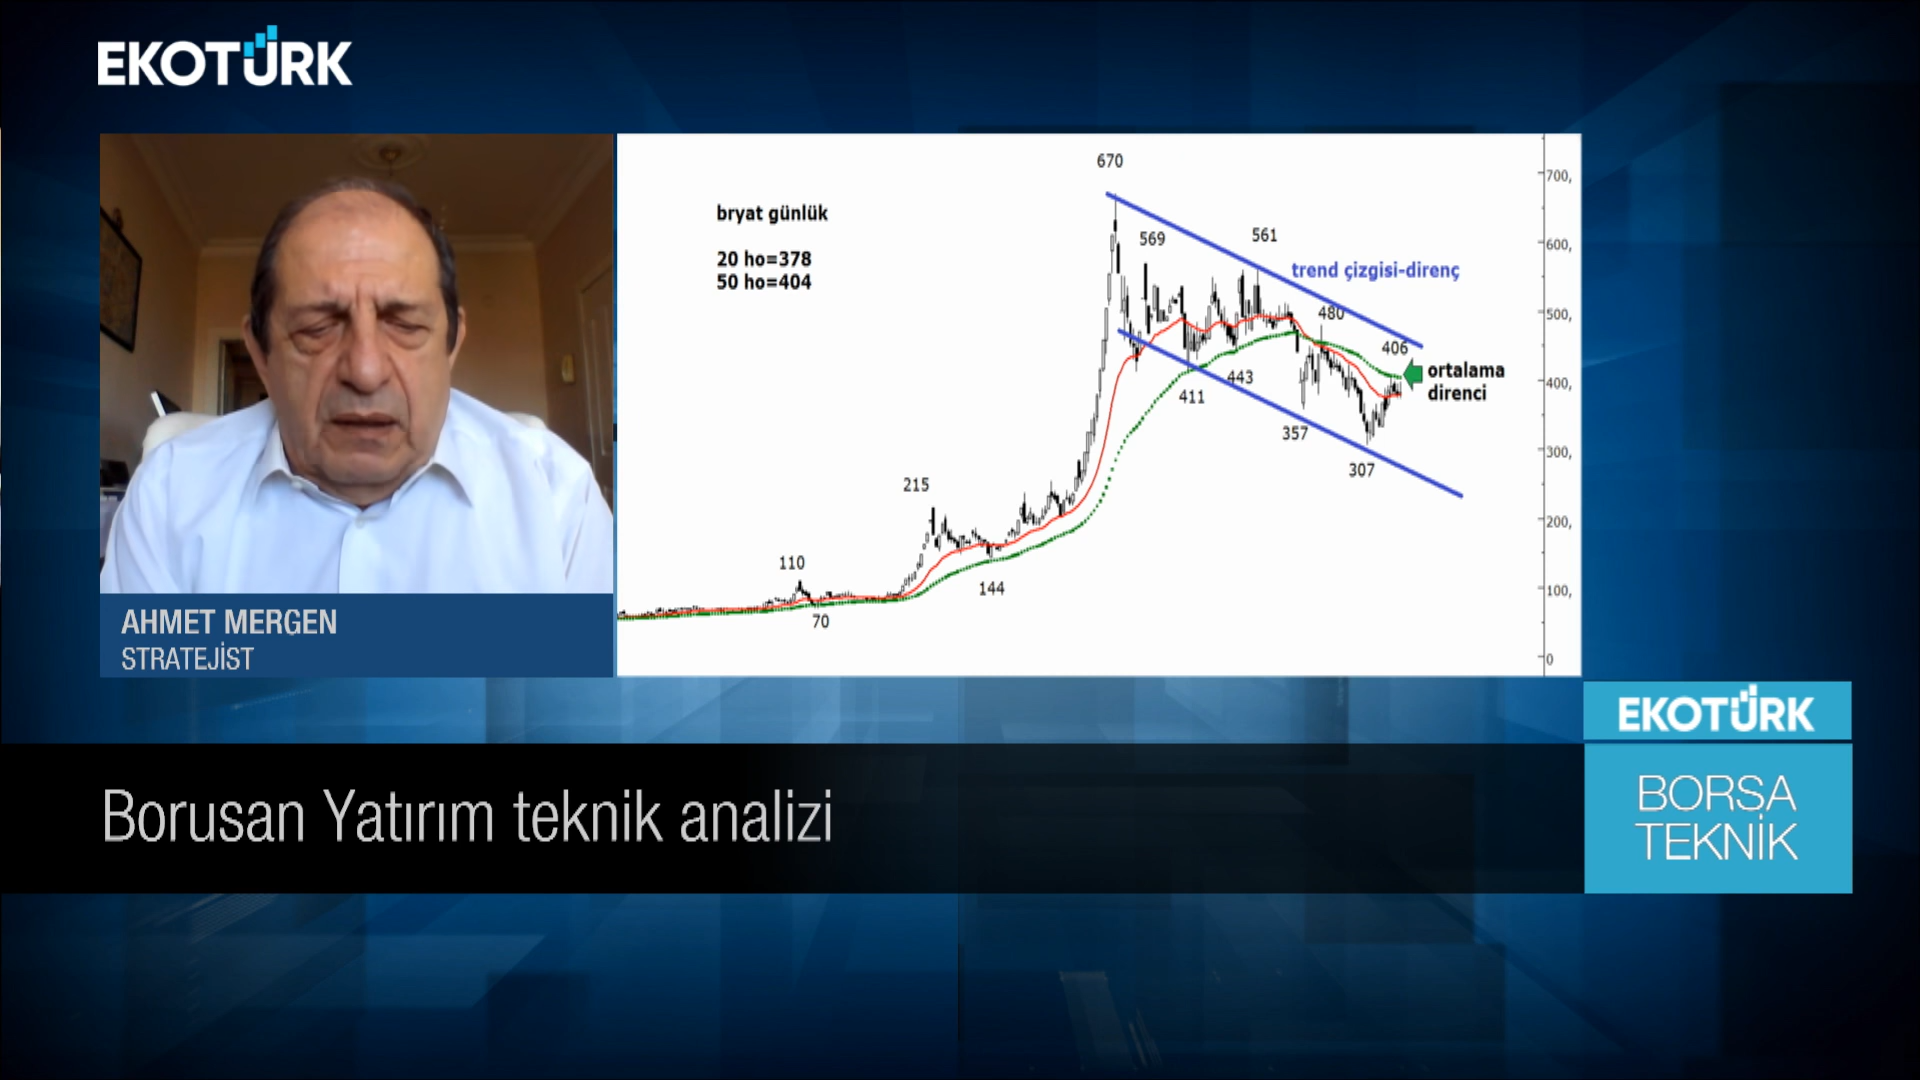 EKOTÜRK
670
bryat günlük
20 ho=378
50 ho=404
569
561
trend çizgisi-direnç
480
406
ortalama
direnci
443
411
357
307
215
144
110
70
700,
600,
500,
400,
300,
200,
100,
0
AHMET MERGEN
STRATEJİST
EKOTÜRK
BORSA
TEKNİK
Borusan Yatırım teknik analizi